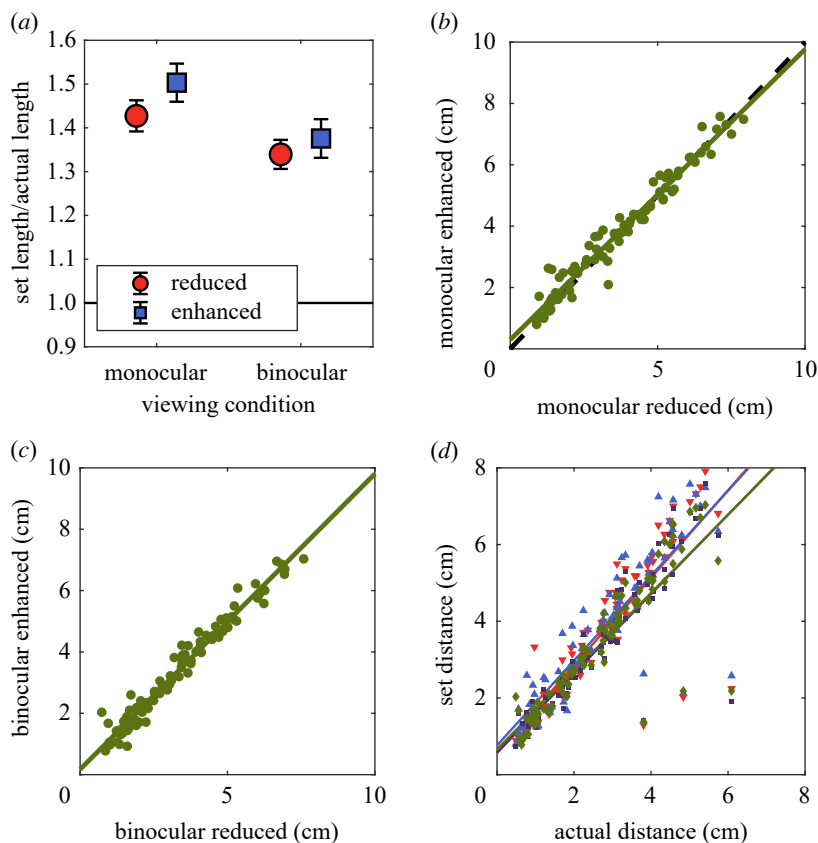 (a)
1.6
1.5
1.4
1.3
1.2
1.1
1.0
0.9
set length/actual length
reduced
enhanced
monocular binocular
viewing condition
(b)
10
8
6
4
2
0 5 10
monocular enhanced (cm)
monocular reduced (cm)
(c)
10
8
6
4
2
0 5 10
binocular enhanced (cm)
binocular reduced (cm)
(d)
8
6
4
2
0 2 4 6 8
set distance (cm)
actual distance (cm)